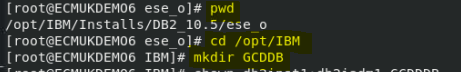 [root@ECMUKDEMO6 ese_o]# pwd
/opt/IBM/Installs/DB2_10.5/ese_o
[root@ECMUKDEMO6 ese_o]# cd /opt/IBM
[root@ECMUKDEMO6 IBM]# mkdir GCDDB